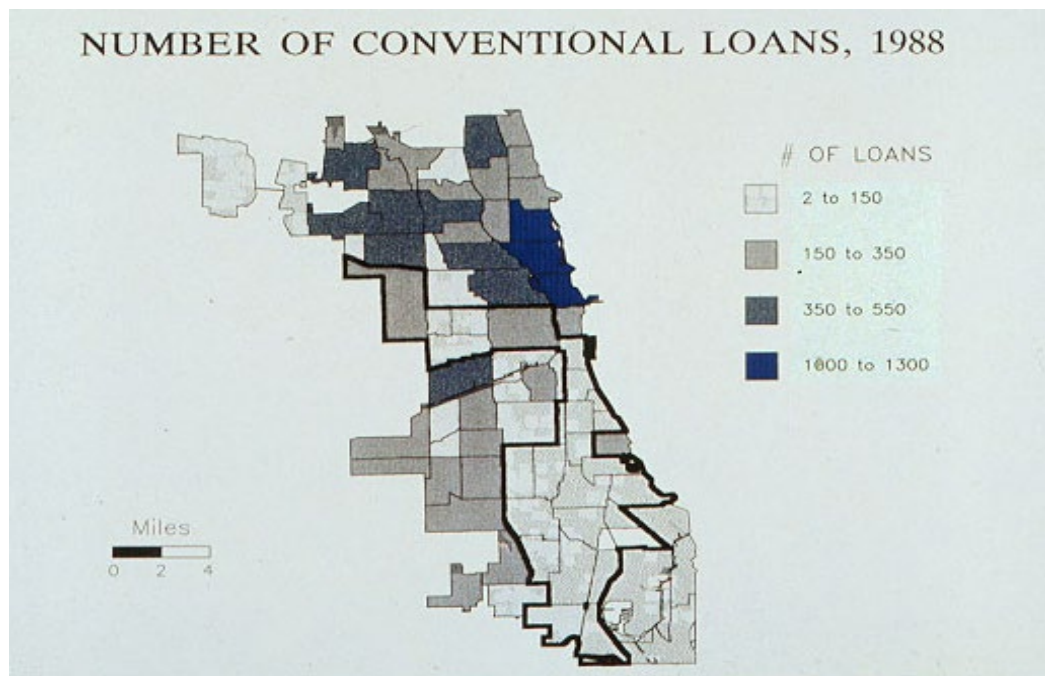 NUMBER OF CONVENTIONAL LOANS, 1988
# OF LOANS
2 to 150
150 to 350
350 to 550
1000 to 1300
Miles
0 2 4